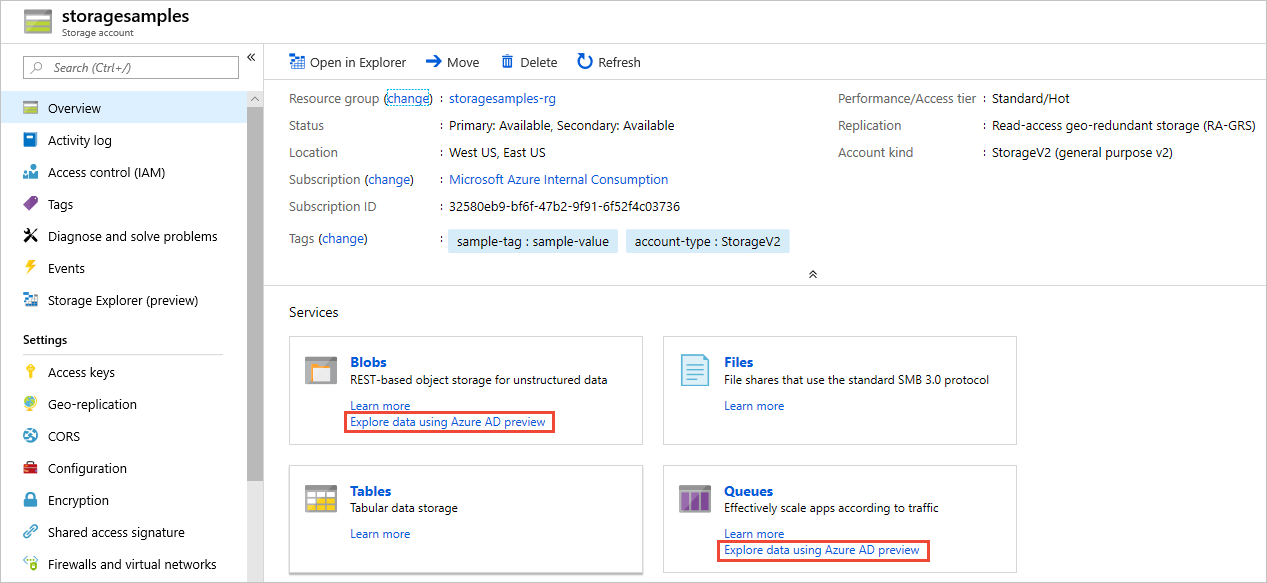 storagesamples
Storage account
Search (Ctrl+/)
«
Overview
Activity log
Access control (IAM)
Tags
Diagnose and solve problems
Events
Storage Explorer (preview)
Settings
Access keys
Geo-replication
CORS
Configuration
Encryption
Shared access signature
Firewalls and virtual networks
Open in Explorer Move Delete Refresh
Resource group (change) : storagesamples-rg
Status : Primary: Available, Secondary: Available
Location : West US, East US
Subscription (change) : Microsoft Azure Internal Consumption
Subscription ID : 32580eb9-bf6f-47b2-9f91-6f52f4c03736
Tags (change) : sample-tag : sample-value account-type : StorageV2
Performance/Access tier : Standard/Hot
Replication : Read-access geo-redundant storage (RA-GRS)
Account kind : StorageV2 (general purpose v2)
Services
Blobs
REST-based object storage for unstructured data
Learn more
Explore data using Azure AD preview
Files
File shares that use the standard SMB 3.0 protocol
Learn more
Tables
Tabular data storage
Learn more
Queues
Effectively scale apps according to traffic
Learn more
Explore data using Azure AD preview